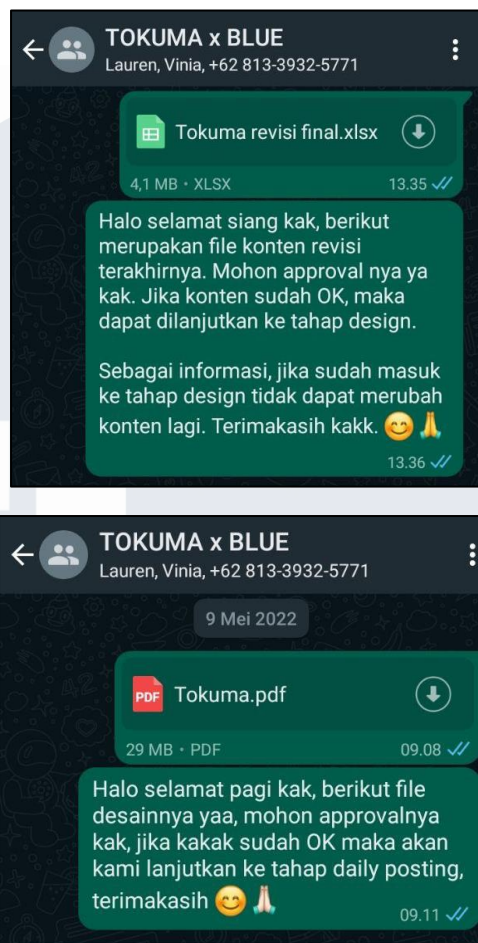 TOKUMA x BLUE
Lauren, Vinia, +62 813-3932-5771
Tokuma revisi final.xlsx
4,1 MB • XLSX 13.35
Halo selamat siang kak, berikut
merupakan file konten revisi
terakhirnya. Mohon approval nya ya
kak. Jika konten sudah OK, maka
dapat dilanjutkan ke tahap design.
Sebagai informasi, jika sudah masuk
ke tahap design tidak dapat merubah
konten lagi. Terimakasih kakk. 😊🙏
13.36
TOKUMA x BLUE
Lauren, Vinia, +62 813-3932-5771
9 Mei 2022
PDF Tokuma.pdf
29 MB • PDF 09.08
Halo selamat pagi kak, berikut file
desainnya yaa, mohon approvalnya
kak, jika kakak sudah OK maka akan
kami lanjutkan ke tahap daily posting,
terimakasih 😊🙏🏻
09.11